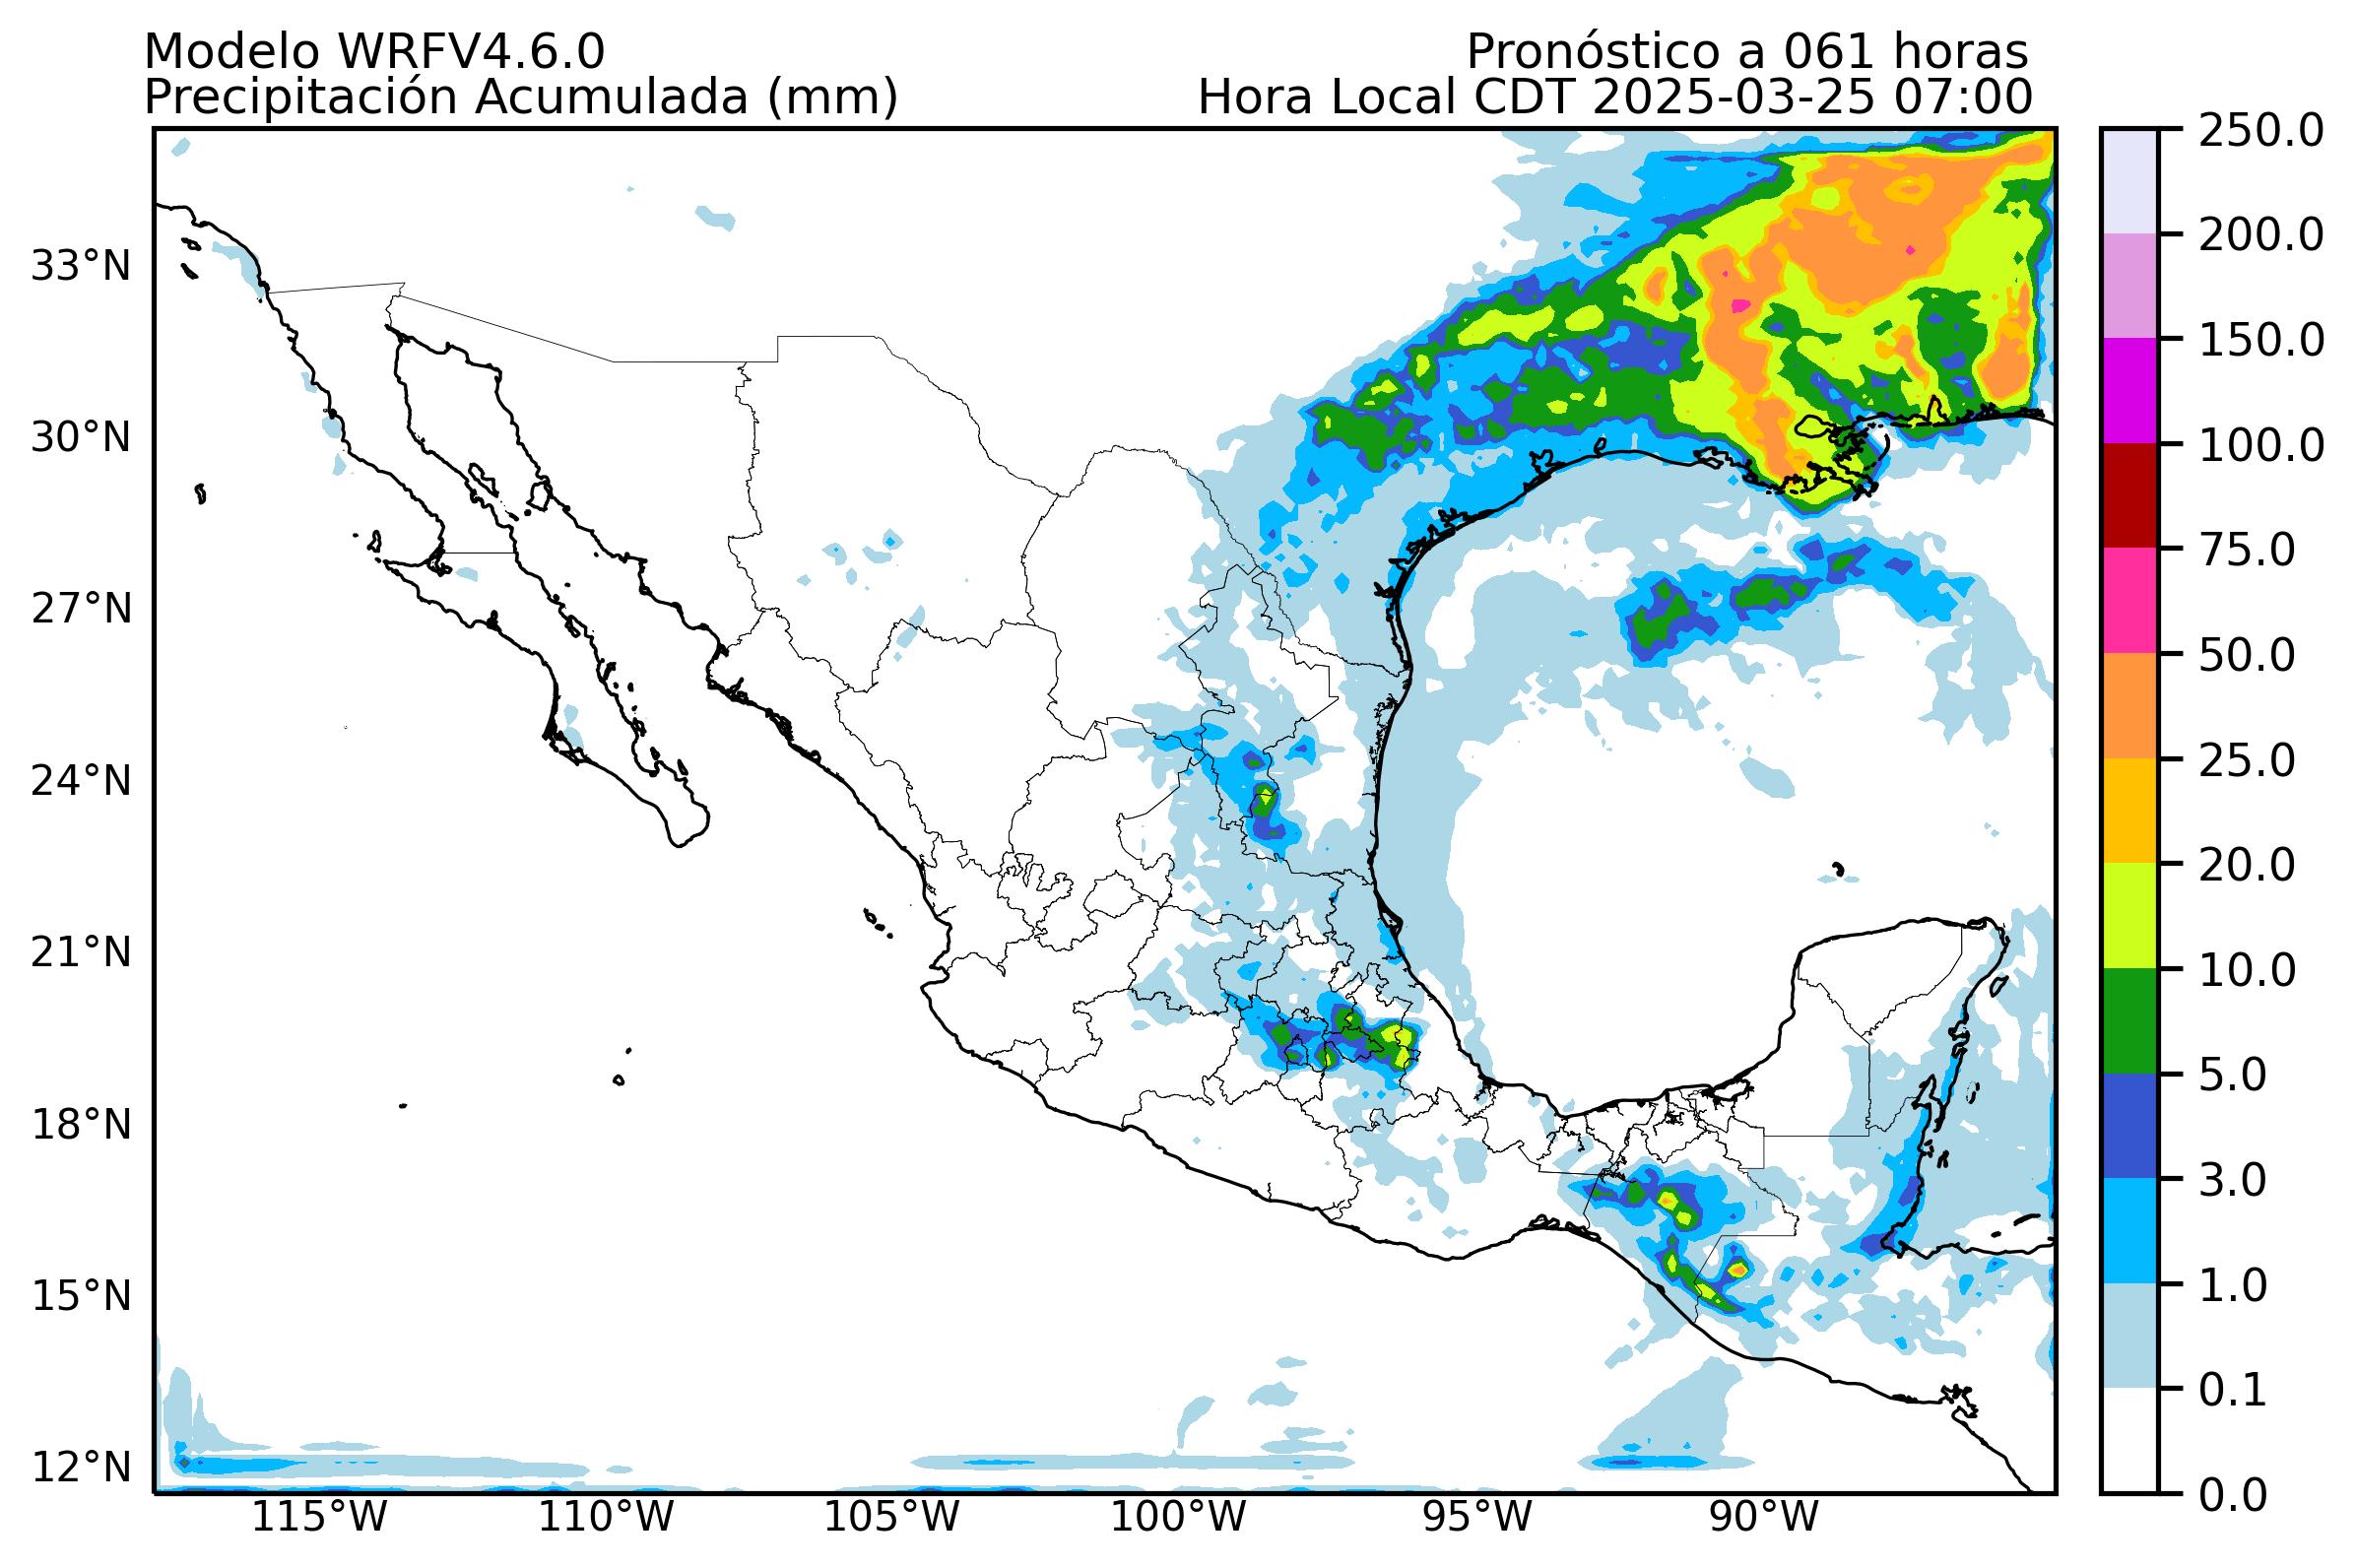 Modelo WRFV4.6.0
Pronóstico a 061 horas
Precipitación Acumulada (mm)
Hora Local CDT 2025-03-25 07:00
33°N
30°N
27°N
24°N
21°N
18°N
15°N
12°N
115°W
110°W
105°W
100°W
95°W
90°W
250.0
200.0
150.0
100.0
75.0
50.0
25.0
20.0
10.0
5.0
3.0
1.0
0.1
0.0